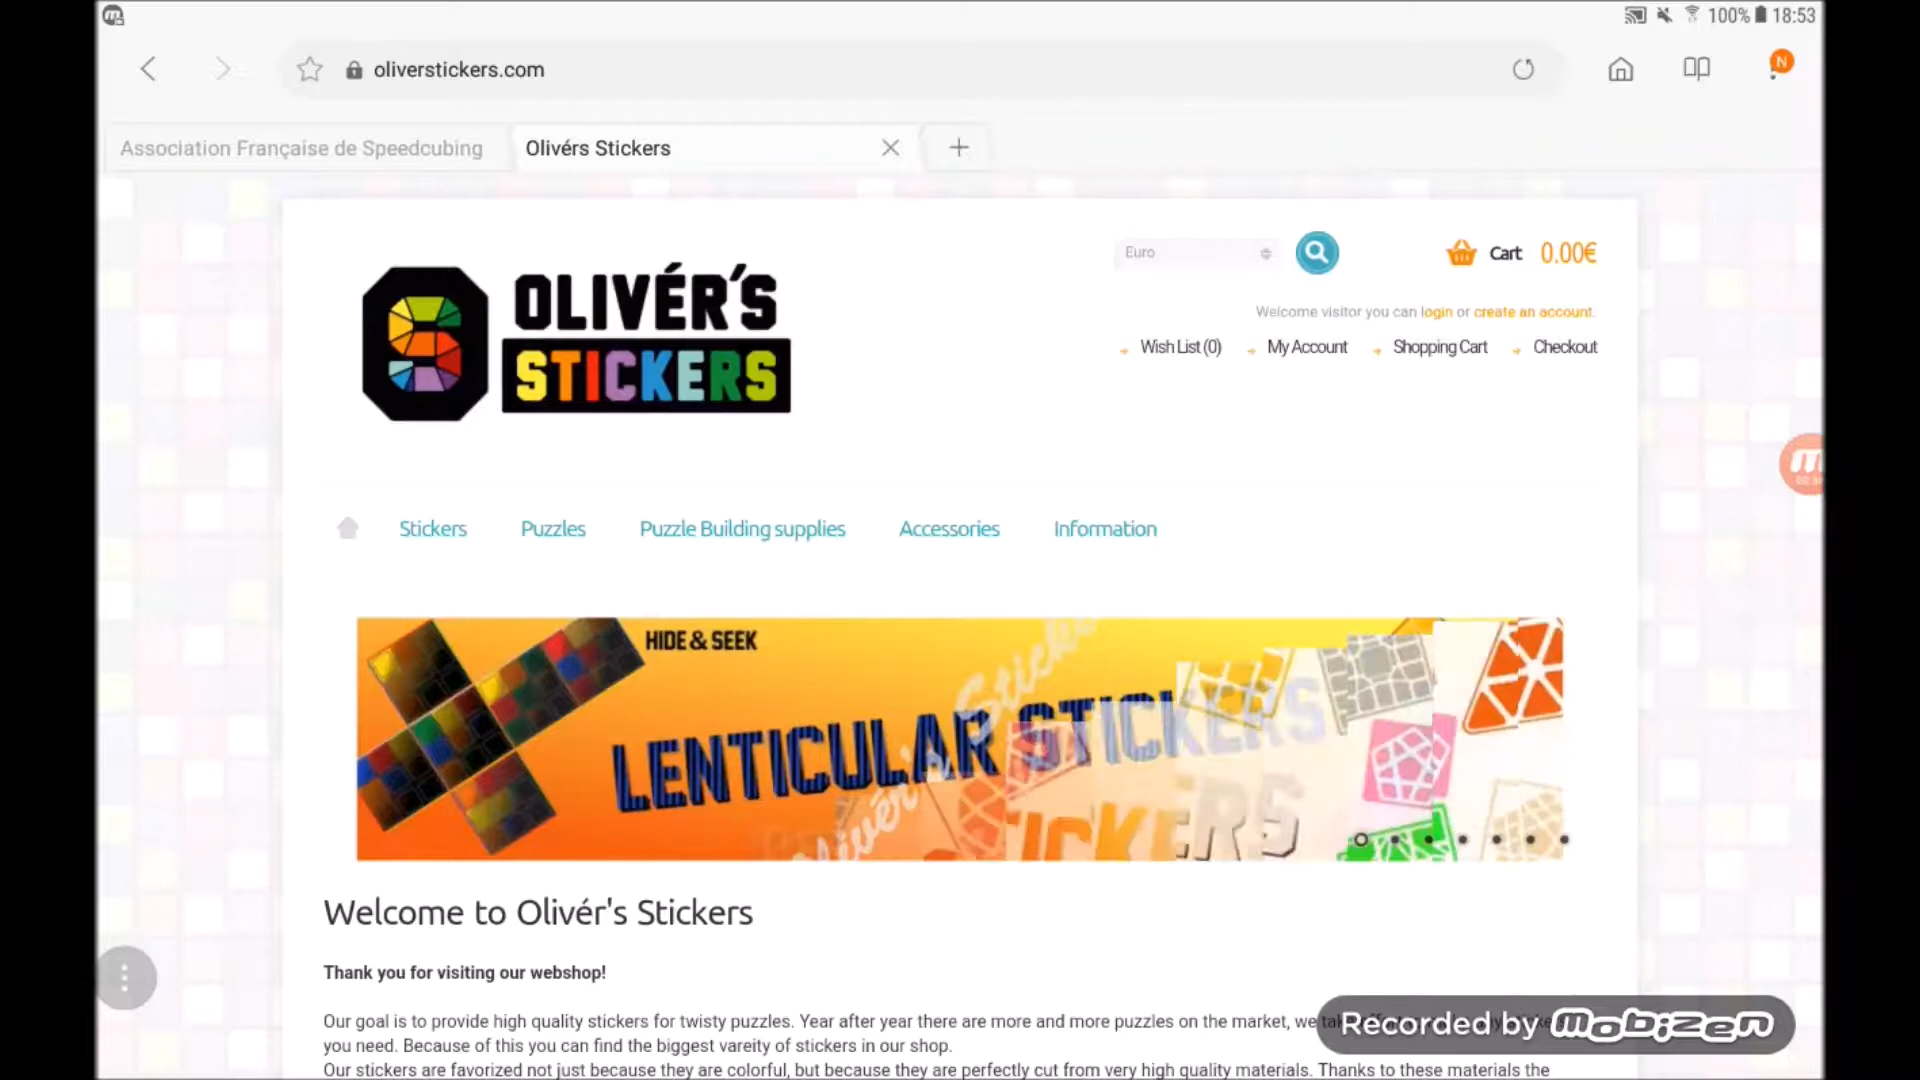 100% 18:53
oliverstickers.com
N
Association Française de Speedcubing
Olivérs Stickers
OLIVÉR'S
STICKERS
Euro
Cart 0.00€
Welcome visitor you can login or create an account.
Wish List (0) My Account Shopping Cart Checkout
Stickers Puzzles Puzzle Building supplies Accessories Information
HIDE & SEEK
LENTICULAR STICKERS
Welcome to Olivér's Stickers
Thank you for visiting our webshop!
Our goal is to provide high quality stickers for twisty puzzles. Year after year there are more and more puzzles on the market, we
you need. Because of this you can find the biggest vareity of stickers in our shop.
Our stickers are favorized not just because they are colorful, but because they are perfectly cut from very high quality materials. Thanks to these materials the
Recorded by Mobizen